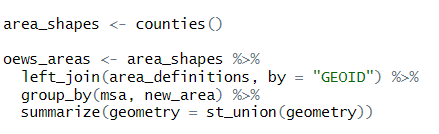 area_shapes <- counties()
oews_areas <- area_shapes %>%
left_join(area_definitions, by = "GEOID") %>%
group_by(msa, new_area) %>%
summarize(geometry = st_union(geometry))